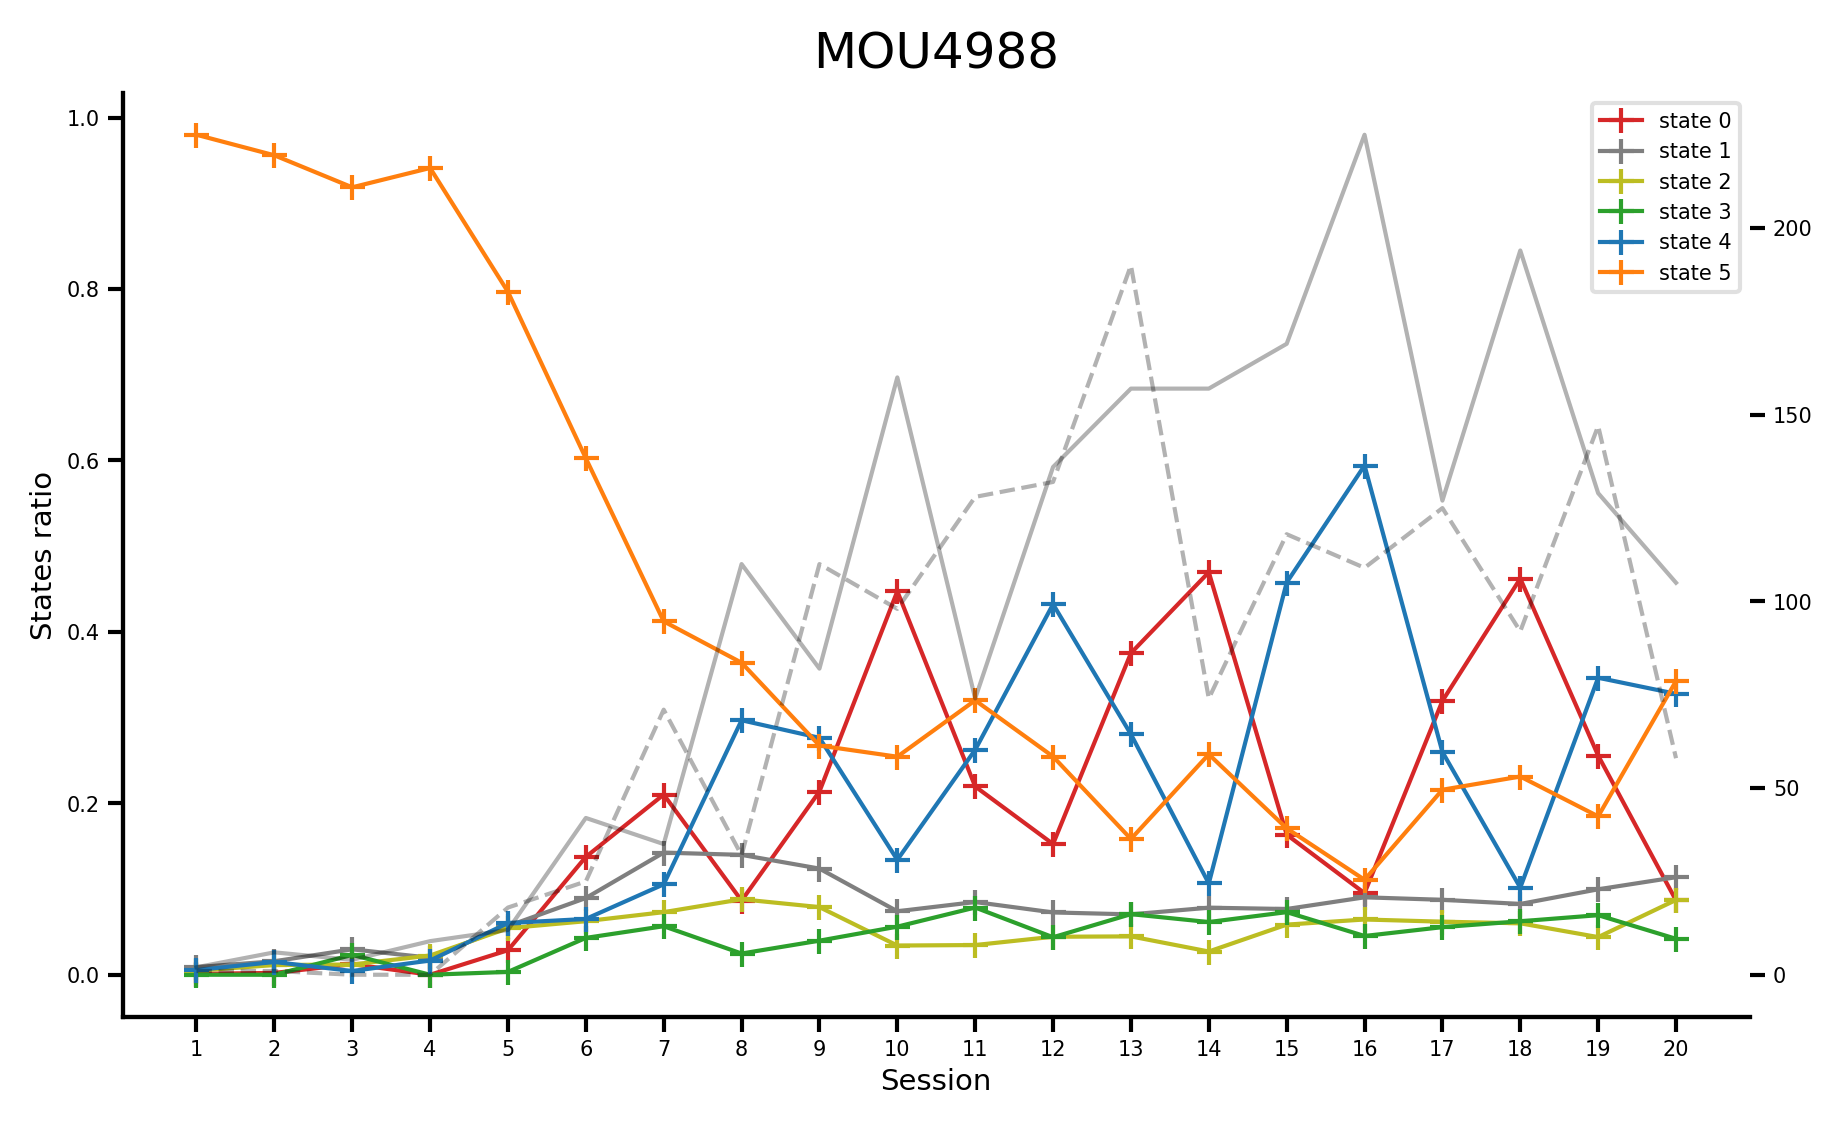 MOU4988
States ratio
1.0
0.8
0.6
0.4
0.2
0.0
200
150
100
50
0
state 0
state 1
state 2
state 3
state 4
state 5
1 2 3 4 5 6 7 8 9 10 11 12 13 14 15 16 17 18 19 20
Session